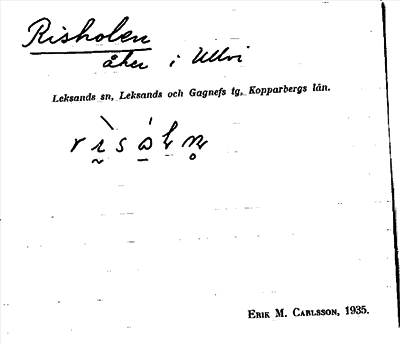 Risholen
åker i Ullvi
Leksands sn, Leksands och Gagnefs tg, Kopparbergs län.
Erik M. Carlsson, 1935.